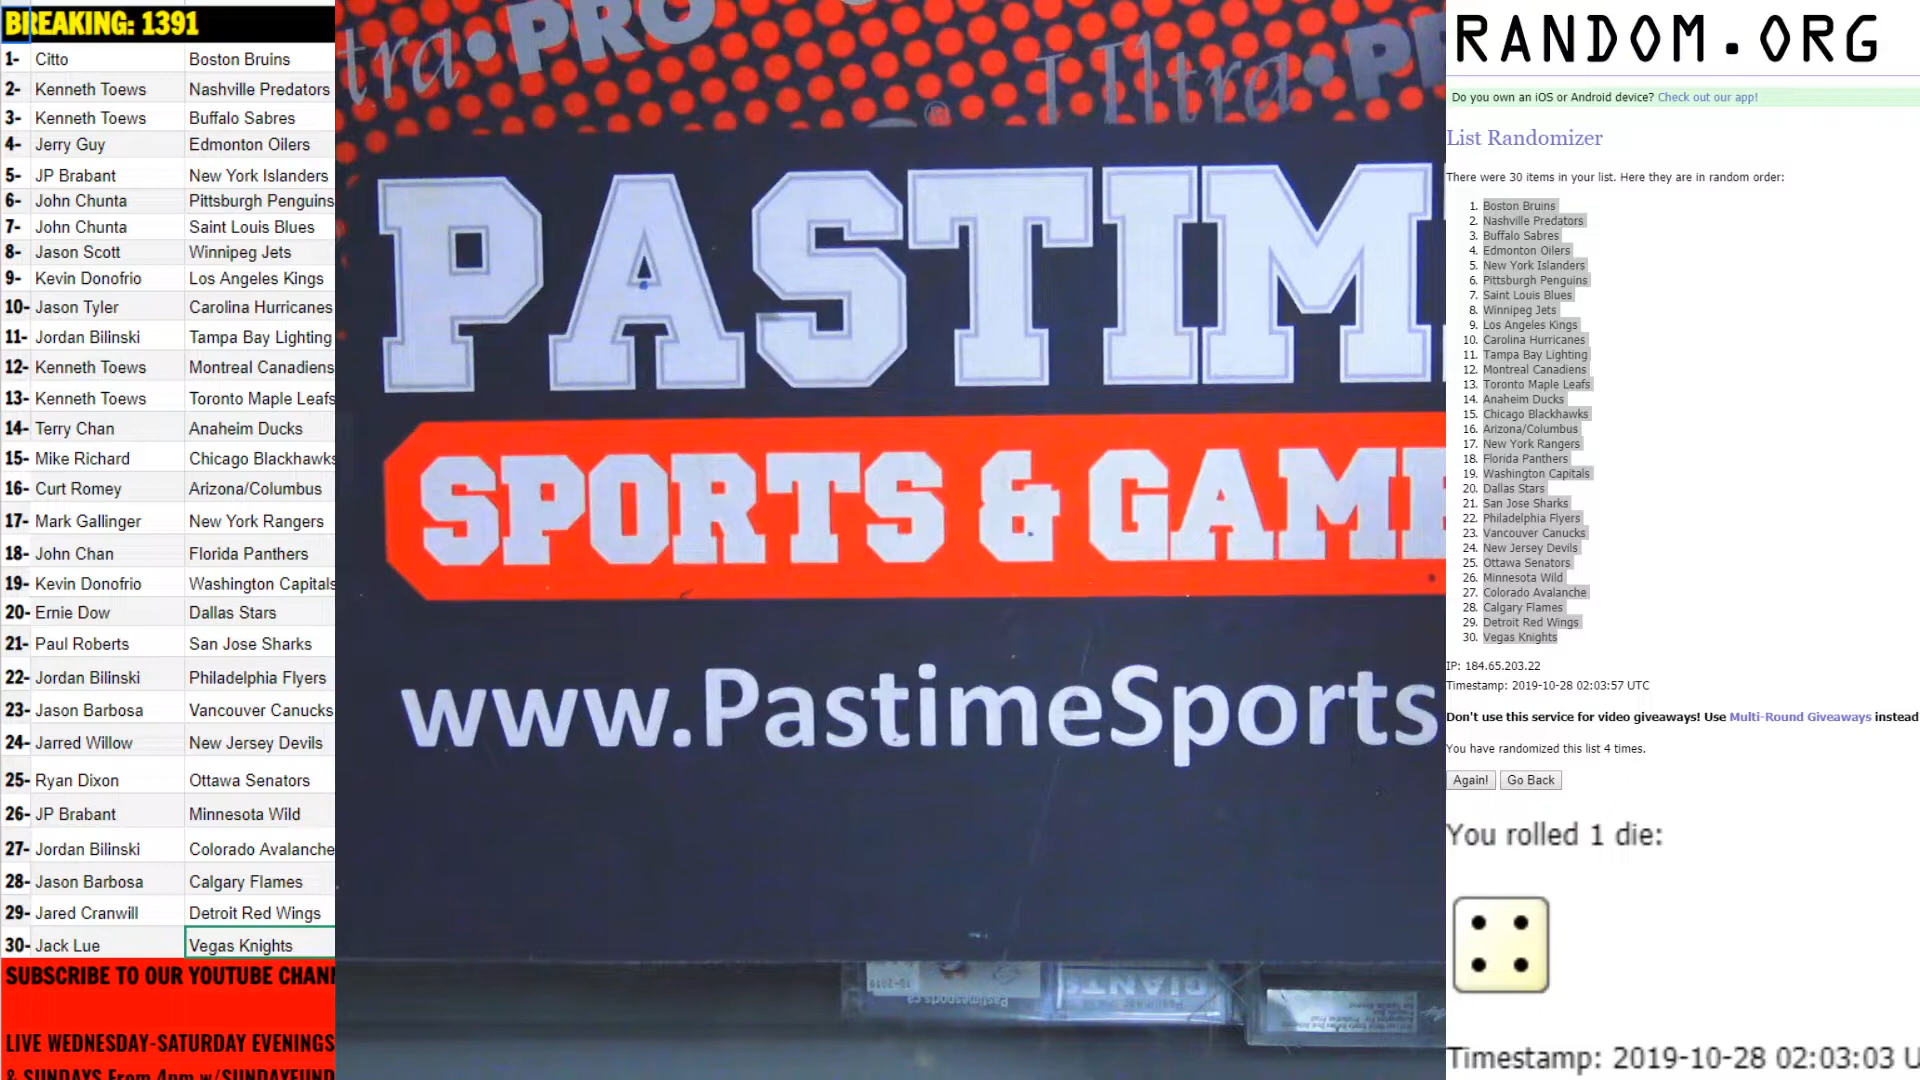 BREAKING: 1391
1- Citto Boston Bruins
2- Kenneth Toews Nashville Predators
3- Kenneth Toews Buffalo Sabres
4- Jerry Guy Edmonton Oilers
5- JP Brabant New York Islanders
6- John Chunta Pittsburgh Penguins
7- John Chunta Saint Louis Blues
8- Jason Scott Winnipeg Jets
9- Kevin Donofrio Los Angeles Kings
10- Jason Tyler Carolina Hurricanes
11- Jordan Bilinski Tampa Bay Lighting
12- Kenneth Toews Montreal Canadiens
13- Kenneth Toews Toronto Maple Leafs
14- Terry Chan Anaheim Ducks
15- Mike Richard Chicago Blackhawks
16- Curt Romey Arizona/Columbus
17- Mark Gallinger New York Rangers
18- John Chan Florida Panthers
19- Kevin Donofrio Washington Capitals
20- Ernie Dow Dallas Stars
21- Paul Roberts San Jose Sharks
22- Jordan Bilinski Philadelphia Flyers
23- Jason Barbosa Vancouver Canucks
24- Jarred Willow New Jersey Devils
25- Ryan Dixon Ottawa Senators
26- JP Brabant Minnesota Wild
27- Jordan Bilinski Colorado Avalanche
28- Jason Barbosa Calgary Flames
29- Jared Cranwill Detroit Red Wings
30- Jack Lue Vegas Knights
SUBSCRIBE TO OUR YOUTUBE CHAN
LIVE WEDNESDAY-SATURDAY EVENINGS
& SUNDAYS From 4pm w/SUNDAYFUND
tra•PRO
Ultra•PR
PASTIM
SPORTS & GAME
www.PastimeSports
Pastimesports.ca
GIANTS
RANDOM.ORG
Do you own an iOS or Android device? Check out our app!
List Randomizer
There were 30 items in your list. Here they are in random order:
1. Boston Bruins
2. Nashville Predators
3. Buffalo Sabres
4. Edmonton Oilers
5. New York Islanders
6. Pittsburgh Penguins
7. Saint Louis Blues
8. Winnipeg Jets
9. Los Angeles Kings
10. Carolina Hurricanes
11. Tampa Bay Lighting
12. Montreal Canadiens
13. Toronto Maple Leafs
14. Anaheim Ducks
15. Chicago Blackhawks
16. Arizona/Columbus
17. New York Rangers
18. Florida Panthers
19. Washington Capitals
20. Dallas Stars
21. San Jose Sharks
22. Philadelphia Flyers
23. Vancouver Canucks
24. New Jersey Devils
25. Ottawa Senators
26. Minnesota Wild
27. Colorado Avalanche
28. Calgary Flames
29. Detroit Red Wings
30. Vegas Knights
IP: 184.65.203.22
Timestamp: 2019-10-28 02:03:57 UTC
Don't use this service for video giveaways! Use Multi-Round Giveaways instead
You have randomized this list 4 times.
Again! Go Back
You rolled 1 die:
Timestamp: 2019-10-28 02:03:03 U